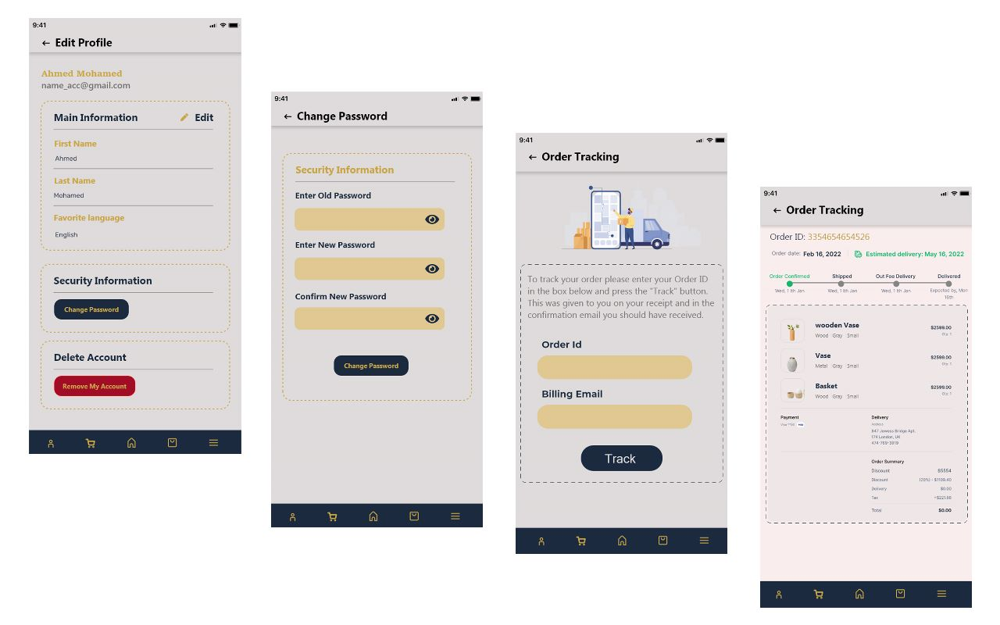 9:41
Edit Profile
Ahmed Mohamed
name_acc@gmail.com
Main Information
Edit
First Name
Ahmed
Last Name
Mohamed
Favorite language
English
Security Information
Change Password
Delete Account
Remove My Account
9:41
Change Password
Security Information
Enter Old Password
Enter New Password
Confirm New Password
Change Password
9:41
Order Tracking
To track your order please enter your Order ID
in the box below and press the "Track" button.
This was given to you on your receipt and in the
confirmation email you should have received.
Order Id
Billing Email
Track
9:41
Order Tracking
Order ID: 3354654654526
Order date: Feb 16, 2022
Estimated delivery: May 16, 2022
Order Confirmed Shipped Out Foe Delivery Delivered
Wed, 1 lth Jan Wed, 1 lth Jan Wed, 1 lth Jan Expected by, Mon
16th
wooden Vase $2599.00
Wood Gray Small Qty: 1
Vase $2599.00
Metal Gray Small Qty: 1
Basket $2599.00
Wood Gray Small Qty: 1
Payment Delivery
Visa VISA Address
847 Jewess Bridge Apt.
174 London, UK
474-769-3919
Order Summary
Discount $5554
Discount (20%) - $1109.40
Delivery $0.00
Tax +$221.88
Total $0.00